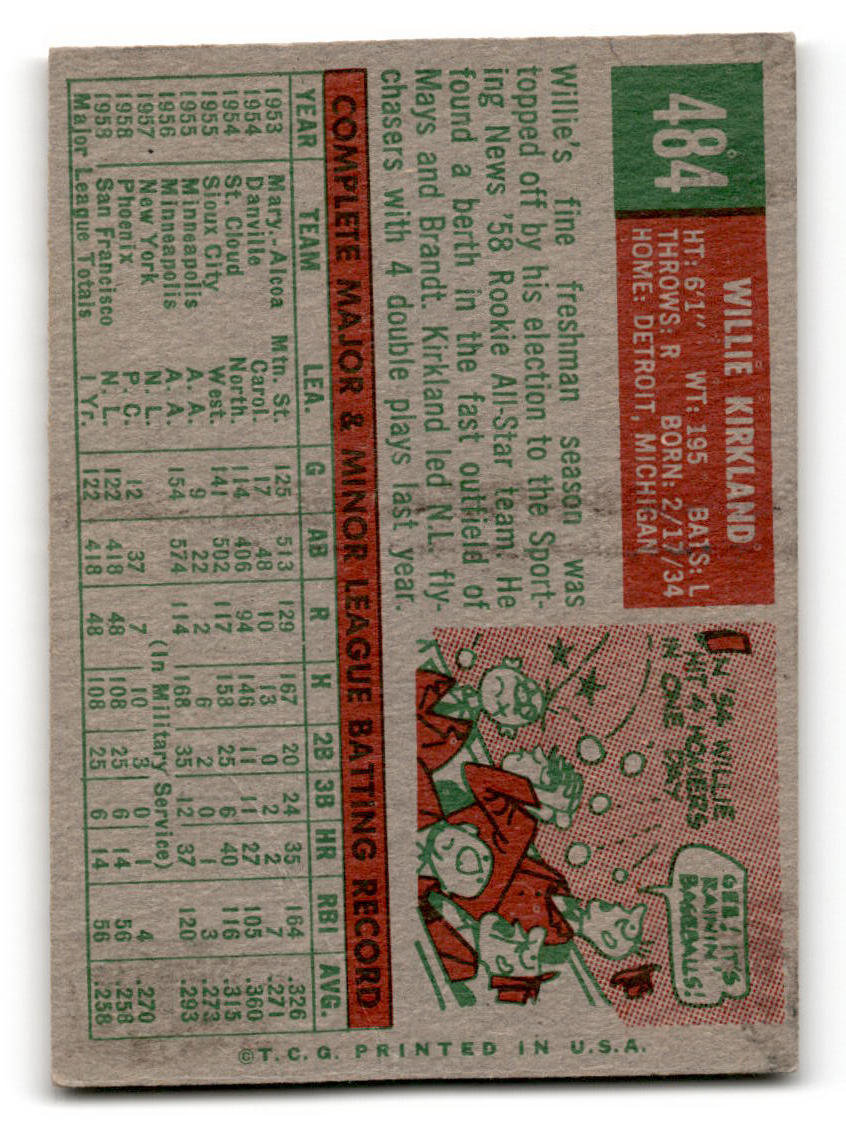 484
WILLIE KIRKLAND
HT: 6'1" WT: 195 BATS: L
THROWS: R BORN: 2/17/34
HOME: DETROIT, MICHIGAN
Willie's fine freshman season was
topped off by his election to the Sport-
ing News '58 Rookie All-Star team. He
found a berth in the fast outfield of
Mays and Brandt. Kirkland led N.L. fly-
chasers with 4 double plays last year.
IN '54 WILLIE
HIT 4 HOMERS
IN ONE DAY
GEE! IT'S
RAININ'
BASEBALLS!
COMPLETE MAJOR & MINOR LEAGUE BATTING RECORD
YEAR TEAM LEA. G AB R H 2B 3B HR RBI AVG.
1953 Mary.-Alcoa Mtn. St. 125 513 129 167 20 24 35 164 .326
1954 Danville Carol. 17 48 10 13 0 2 2 7 .271
1954 St. Cloud North. 114 406 94 146 11 11 27 105 .360
1955 Sioux City West. 141 502 117 158 25 6 40 116 .315
1955 Minneapolis A. A. 9 22 2 6 2 0 1 3 .273
1956 Minneapolis A. A. 154 574 114 168 35 12 37 120 .293
1957 New York N. L. (In Military Service)
1958 Phoenix P. C. 12 37 7 10 3 0 1 4 .270
1958 San Francisco N. L. 122 418 48 108 25 6 14 56 .258
Major League Totals 1 Yr. 122 418 48 108 25 6 14 56 .258
©T.C.G. PRINTED IN U.S.A.